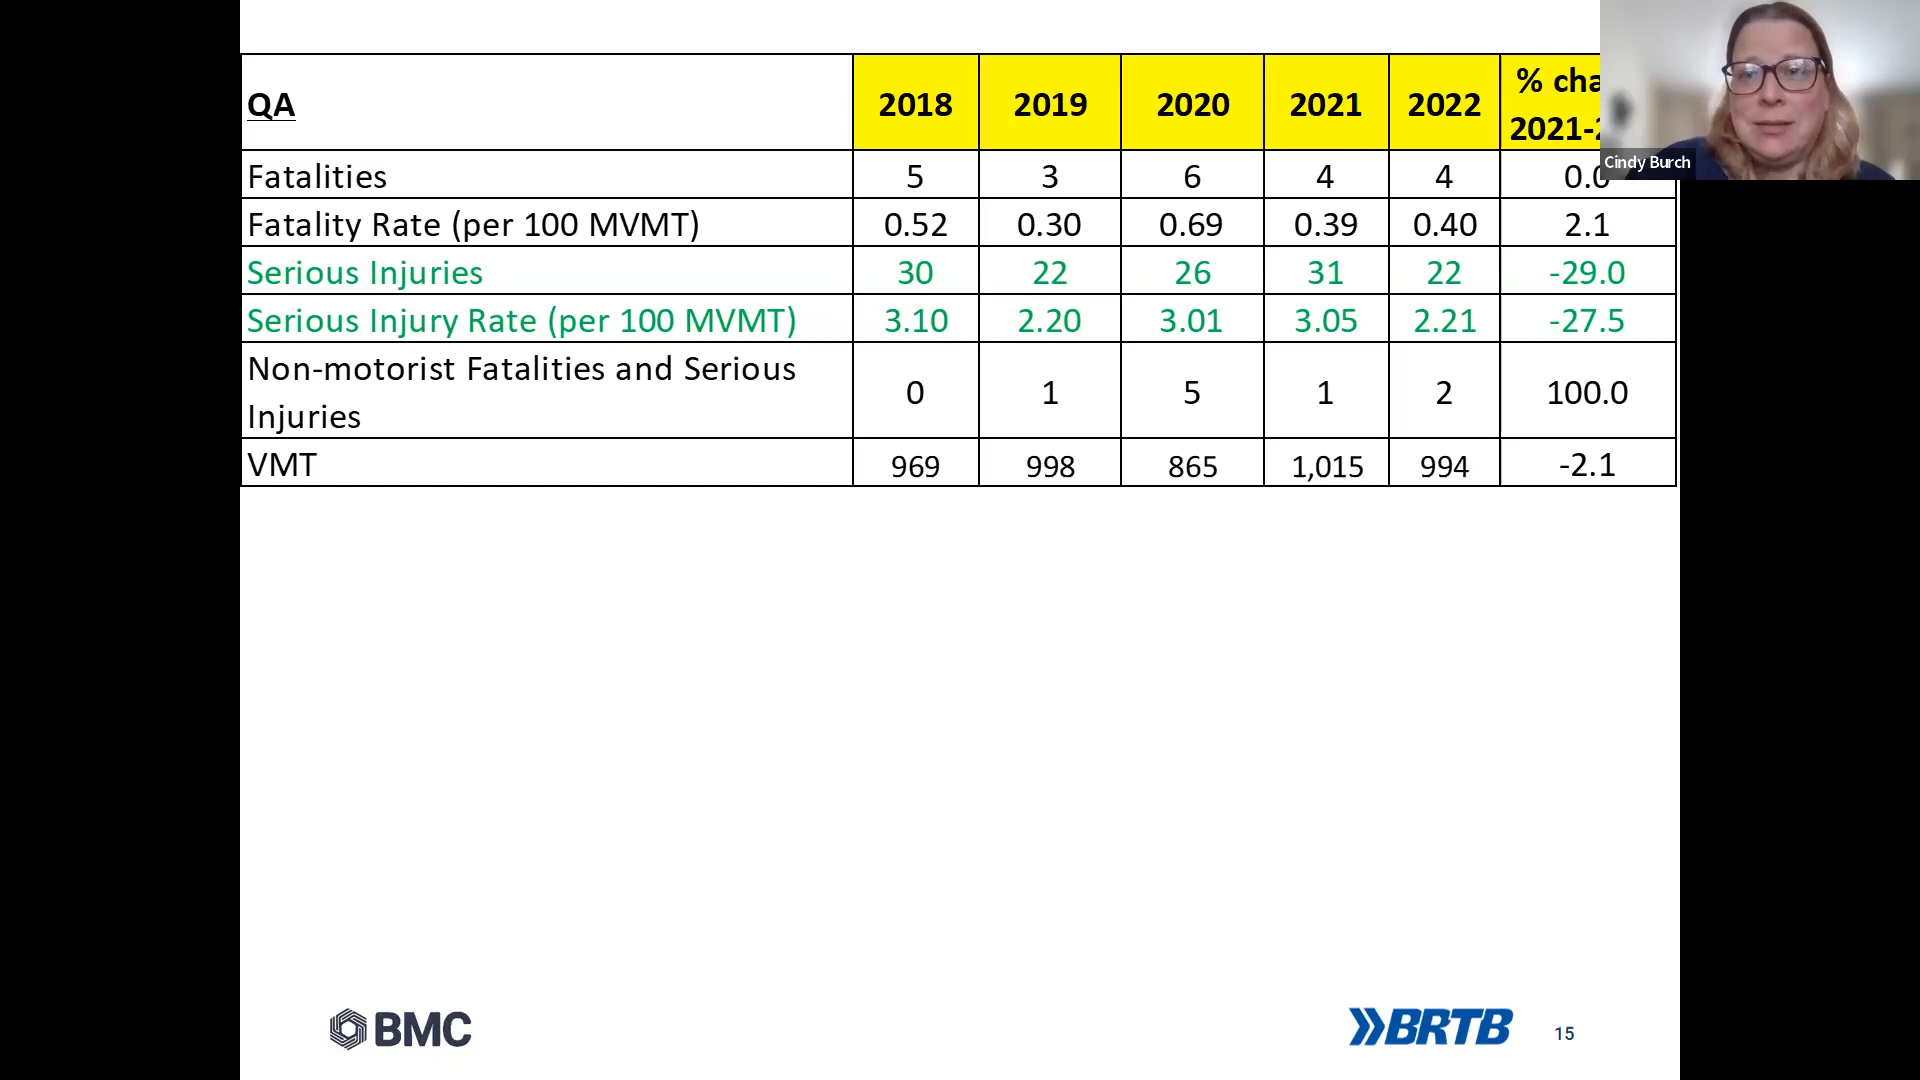 QA 2018 2019 2020 2021 2022 % cha
2021-2
Fatalities 5 3 6 4 4 0.0
Fatality Rate (per 100 MVMT) 0.52 0.30 0.69 0.39 0.40 2.1
Serious Injuries 30 22 26 31 22 -29.0
Serious Injury Rate (per 100 MVMT) 3.10 2.20 3.01 3.05 2.21 -27.5
Non-motorist Fatalities and Serious
Injuries 0 1 5 1 2 100.0
VMT 969 998 865 1,015 994 -2.1
Cindy Burch
BMC
BRTB
15